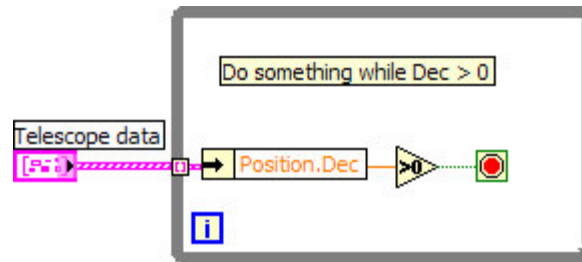 Do something while Dec > 0
Telescope data
Position.Dec
>0
i